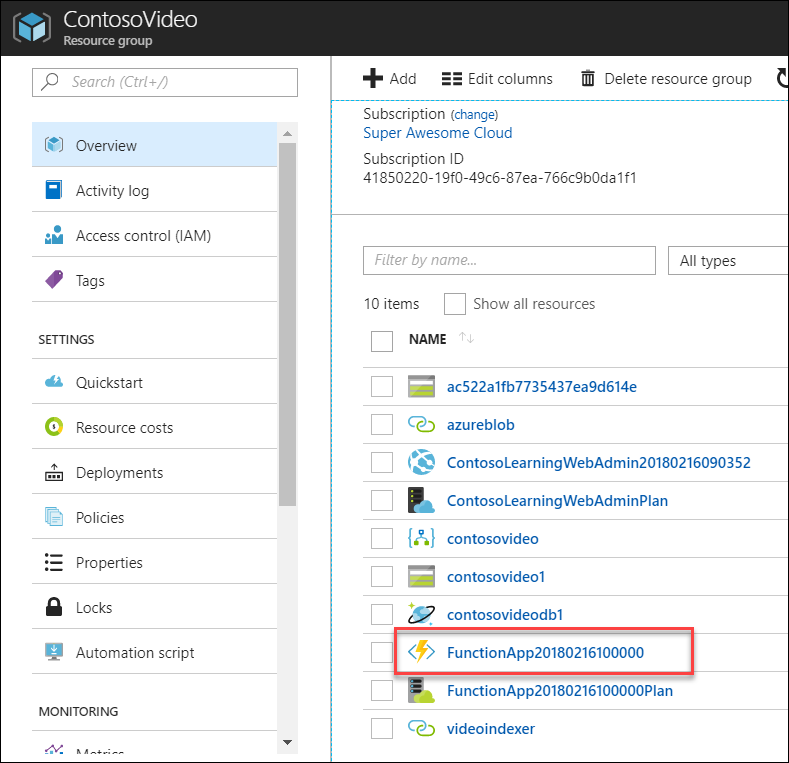 ContosoVideo
Resource group
Search (Ctrl+/)
Overview
Activity log
Access control (IAM)
Tags
SETTINGS
Quickstart
Resource costs
Deployments
Policies
Properties
Locks
Automation script
MONITORING
Metrics
Add
Edit columns
Delete resource group
Subscription (change)
Super Awesome Cloud
Subscription ID
41850220-19f0-49c6-87ea-766c9b0da1f1
Filter by name...
All types
10 items
Show all resources
NAME
ac522a1fb7735437ea9d614e
azureblob
ContosoLearningWebAdmin20180216090352
ContosoLearningWebAdminPlan
contosovideo
contosovideo1
contosovideodb1
FunctionApp20180216100000
FunctionApp20180216100000Plan
videoindexer